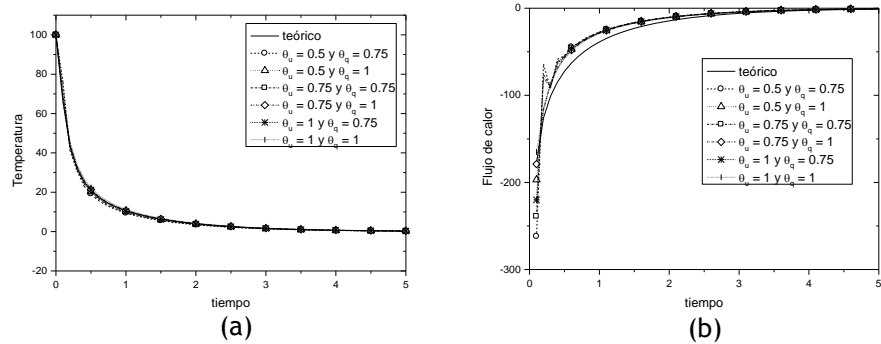 100
80
60
40
20
0
-20
0
1
2
3
4
5
Temperatura
tiempo
teórico
θu = 0.5 y θq = 0.75
θu = 0.5 y θq = 1
θu = 0.75 y θq = 0.75
θu = 0.75 y θq = 1
θu = 1 y θq = 0.75
θu = 1 y θq = 1
(a)
0
-100
-200
-300
0
1
2
3
4
5
Flujo de calor
tiempo
teórico
θu = 0.5 y θq = 0.75
θu = 0.5 y θq = 1
θu = 0.75 y θq = 0.75
θu = 0.75 y θq = 1
θu = 1 y θq = 0.75
θu = 1 y θq = 1
(b)